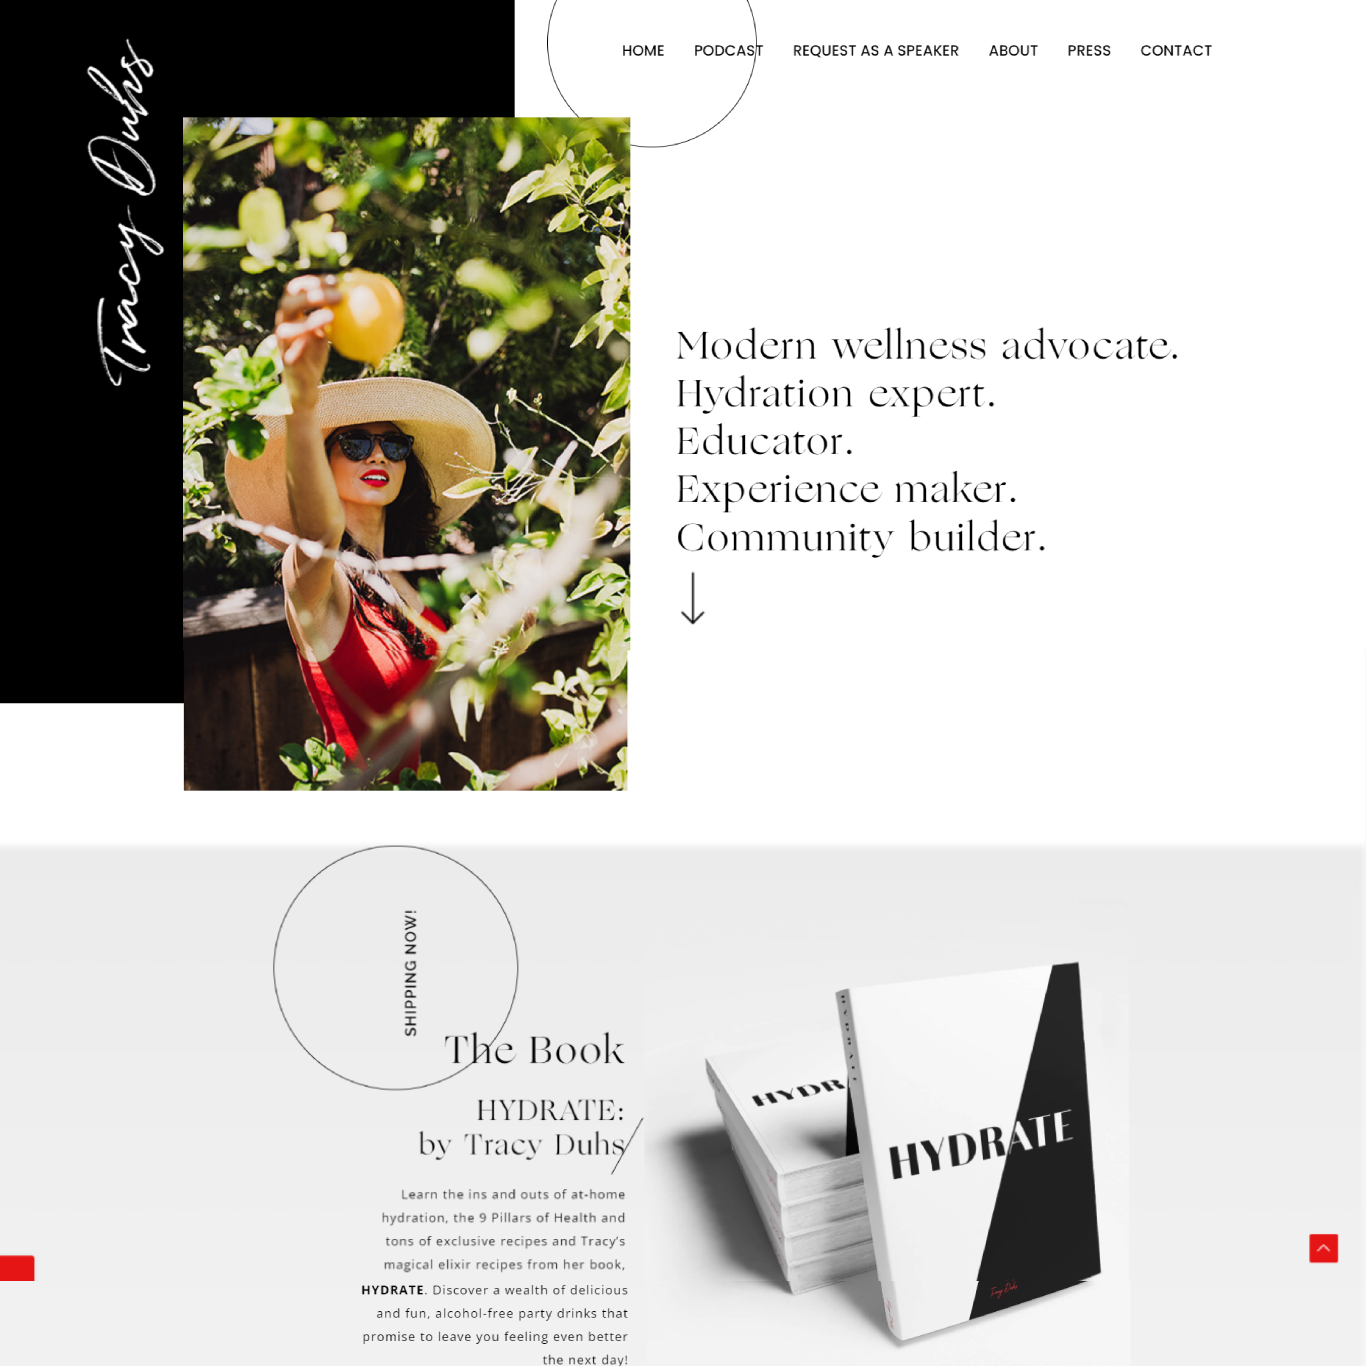 Tracy Duhs
HOME PODCAST REQUEST AS A SPEAKER ABOUT PRESS CONTACT
Modern wellness advocate.
Hydration expert.
Educator.
Experience maker.
Community builder.
SHIPPING NOW!
The Book
HYDRATE:
by Tracy Duhs
Learn the ins and outs of at-home
hydration, the 9 Pillars of Health and
tons of exclusive recipes and Tracy's
magical elixir recipes from her book,
HYDRATE. Discover a wealth of delicious
and fun, alcohol-free party drinks that
promise to leave you feeling even better
the next day!
HYDRATE
HYDR
HYDRATE
Tracy Duhs